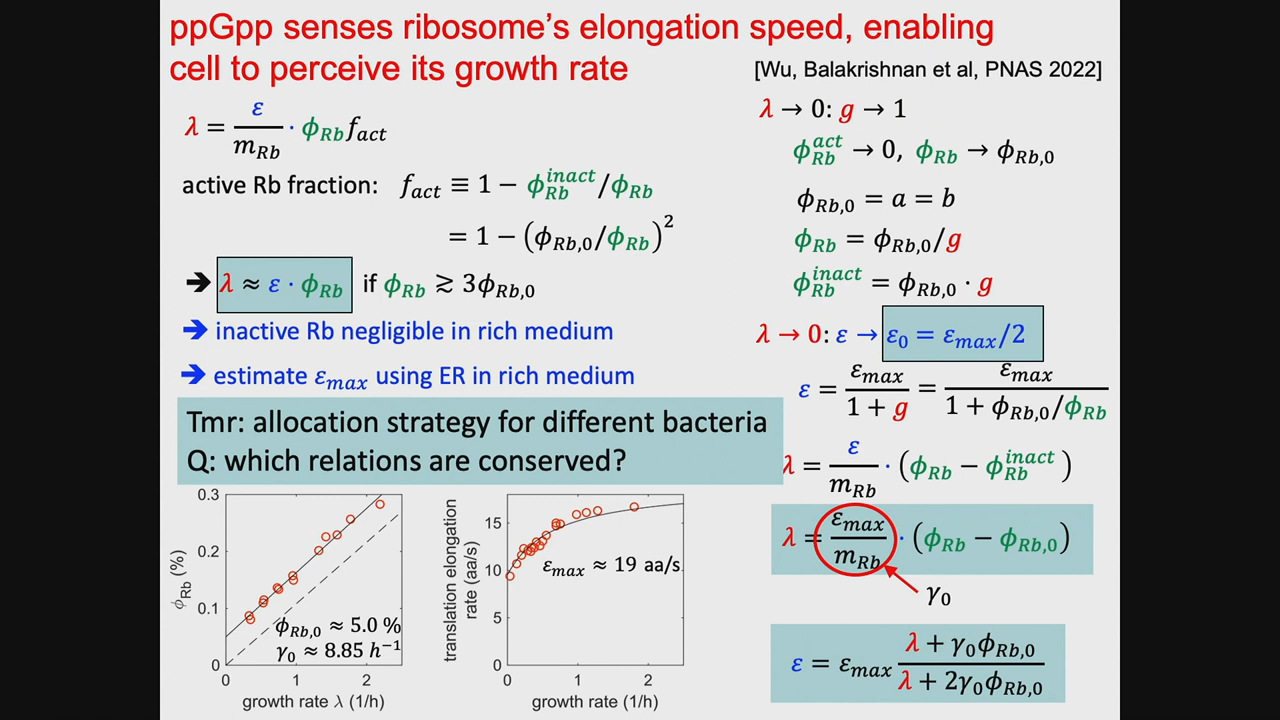 ppGpp senses ribosome's elongation speed, enabling
cell to perceive its growth rate
[Wu, Balakrishnan et al, PNAS 2022]
λ = ε/m_Rb · ϕ_Rb f_act
active Rb fraction: f_act ≡ 1 − ϕ_Rb^inact/ϕ_Rb
= 1 − (ϕ_Rb,0/ϕ_Rb)^2
➔ λ ≈ ε · ϕ_Rb if ϕ_Rb ≳ 3ϕ_Rb,0
➔ inactive Rb negligible in rich medium
➔ estimate ε_max using ER in rich medium
Tmr: allocation strategy for different bacteria
Q: which relations are conserved?
λ → 0: g → 1
ϕ_Rb^act → 0, ϕ_Rb → ϕ_Rb,0
ϕ_Rb,0 = a = b
ϕ_Rb = ϕ_Rb,0/g
ϕ_Rb^inact = ϕ_Rb,0 · g
λ → 0: ε → ε_0 = ε_max/2
ε = ε_max/(1 + g) = ε_max/(1 + ϕ_Rb,0/ϕ_Rb)
λ = ε/m_Rb · (ϕ_Rb − ϕ_Rb^inact)
λ = ε_max/m_Rb · (ϕ_Rb − ϕ_Rb,0)
γ_0
ε = ε_max (λ + γ_0ϕ_Rb,0)/(λ + 2γ_0ϕ_Rb,0)
ϕ_Rb (%)
0.3
0.2
0.1
0
ϕ_Rb,0 ≈ 5.0 %
γ_0 ≈ 8.85 h^−1
0 1 2
growth rate λ (1/h)
translation elongation
rate (aa/s)
15
10
5
0
ε_max ≈ 19 aa/s
0 1 2
growth rate (1/h)